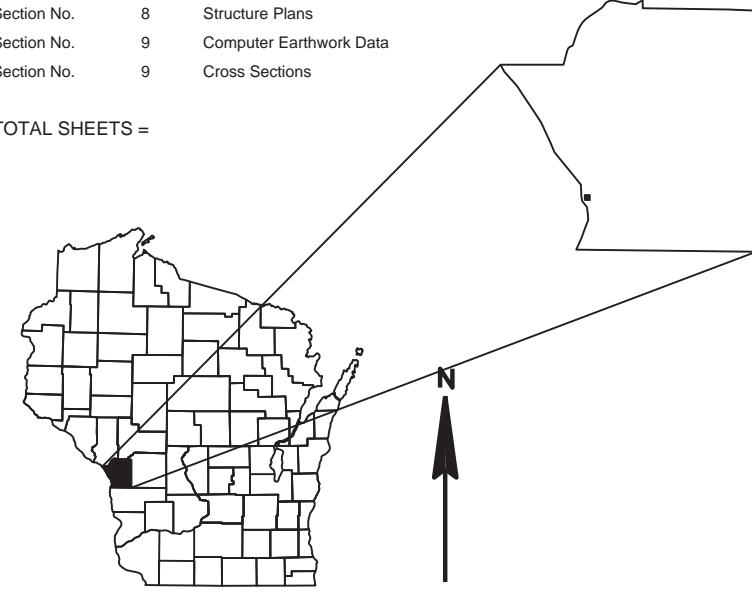 Section No. 8 Structure Plans
Section No. 9 Computer Earthwork Data
Section No. 9 Cross Sections
TOTAL SHEETS =
N